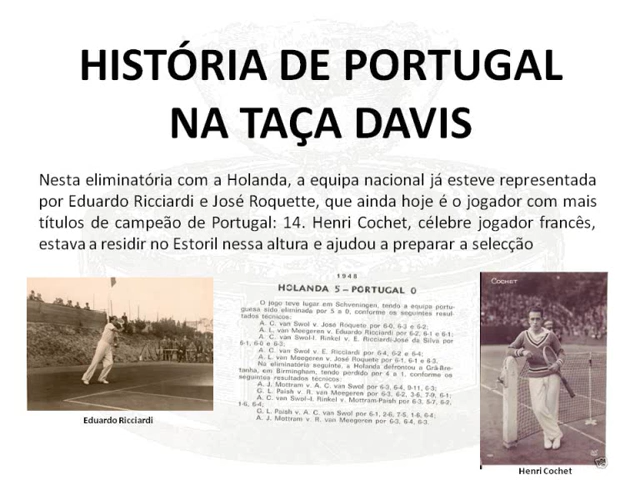 HISTÓRIA DE PORTUGAL
NA TAÇA DAVIS
Nesta eliminatória com a Holanda, a equipa nacional já esteve representada
por Eduardo Ricciardi e José Roquette, que ainda hoje é o jogador com mais
títulos de campeão de Portugal: 14. Henri Cochet, célebre jogador francês,
estava a residir no Estoril nessa altura e ajudou a preparar a selecção
1948
HOLANDA 5 – PORTUGAL 0
O jogo teve lugar em Scheveningen, tendo a equipa portu-
guesa sido eliminada por 5 a 0, conforme os seguintes resul-
tados técnicos:
A. C. van Swol v. José Roquete por 6-0, 6-3 e 6-2;
A. L. van Meegeren v. Eduardo Ricciardi por 6-2, 6-1 e 6-1;
A. C. van Swol-I. Rinkel v. E. Ricciardi-José da Silva por
6-1, 6-0 e 6-3;
A. C. van Swol v. E. Ricciardi por 6-4, 6-2 e 6-4;
A. L. van Meegeren v. José Roquete por 6-1, 6-1 e 6-3.
Na eliminatória seguinte, a Holanda defrontou a Grã-Bre-
tanha, em Birmingham, tendo perdido por 4 a 1, conforme os
seguintes resultados técnicos:
A. J. Mottram v. A. C. van Swol por 6-3, 6-4, 9-11, 6-3;
G. L. Paish v. R. van Meegeren por 6-3, 6-2, 3-6, 7-9, 6-1;
A. C. van Swol-I. Rinkel v. Mottram-Paish por 6-3, 5-7, 6-2,
1-6, 6-4;
G. L. Paish v. A. C. van Swol por 6-1, 2-6, 7-5, 1-6, 6-4;
A. J. Mottram v. R. van Meegeren por 6-3, 6-4, 6-3.
COCHET
Eduardo Ricciardi
Henri Cochet